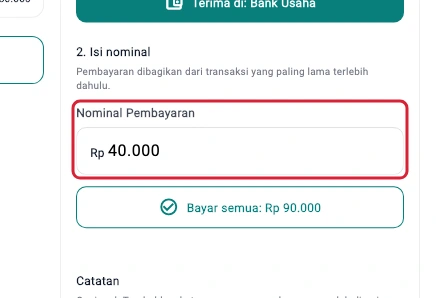 Terima di: Bank Usaha
2. Isi nominal
Pembayaran dibagikan dari transaksi yang paling lama terlebih
dahulu.
Nominal Pembayaran
Rp 40.000
Bayar semua: Rp 90.000
Catatan